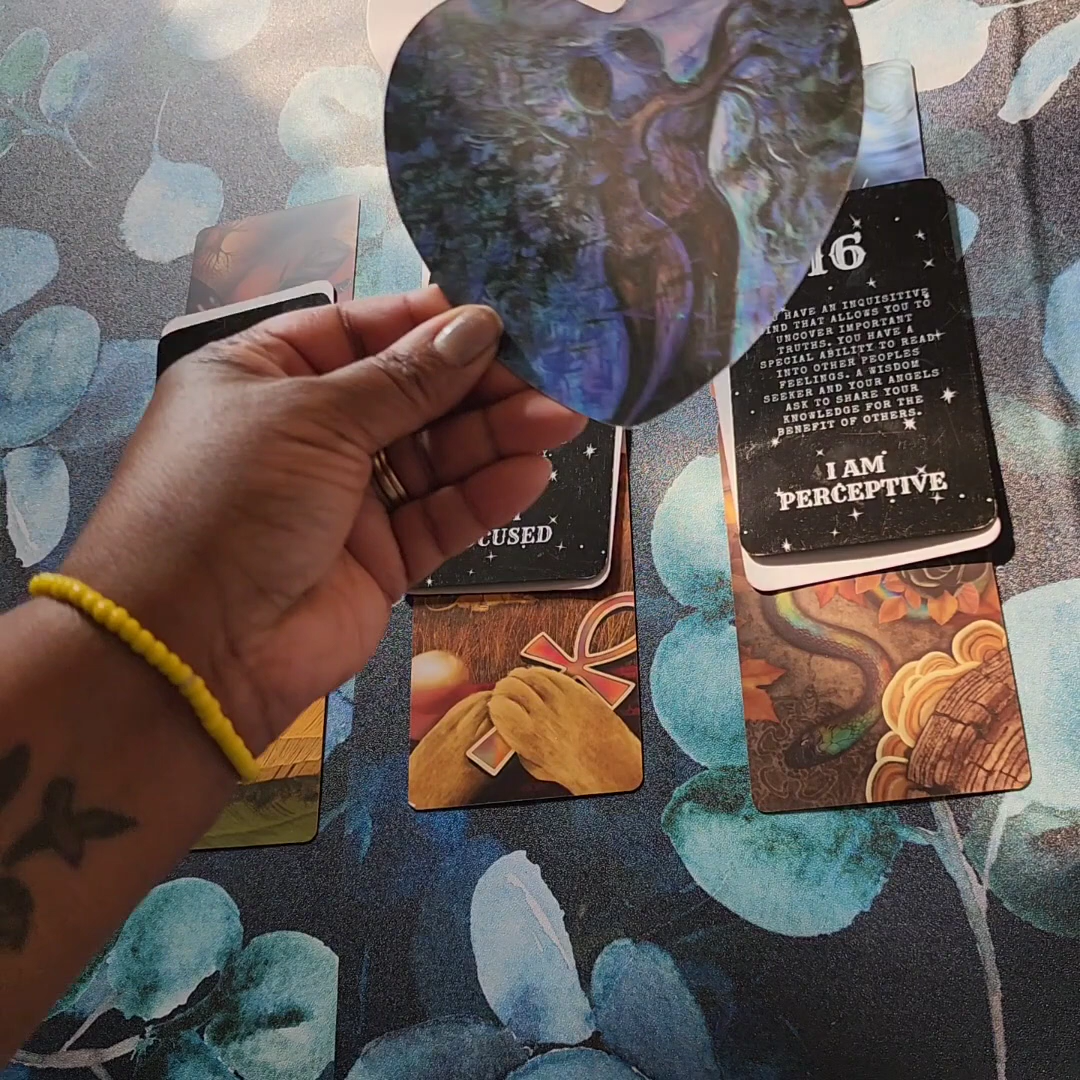 16
HAVE AN INQUISITIVE
THAT ALLOWS YOU TO
UNCOVER IMPORTANT
TRUTHS. YOU HAVE A
SPECIAL ABILITY TO READ
INTO OTHER PEOPLES
FEELINGS. A WISDOM
SEEKER AND YOUR ANGELS
ASK TO SHARE YOUR
KNOWLEDGE FOR THE
BENEFIT OF OTHERS.
I AM
PERCEPTIVE
CUSED